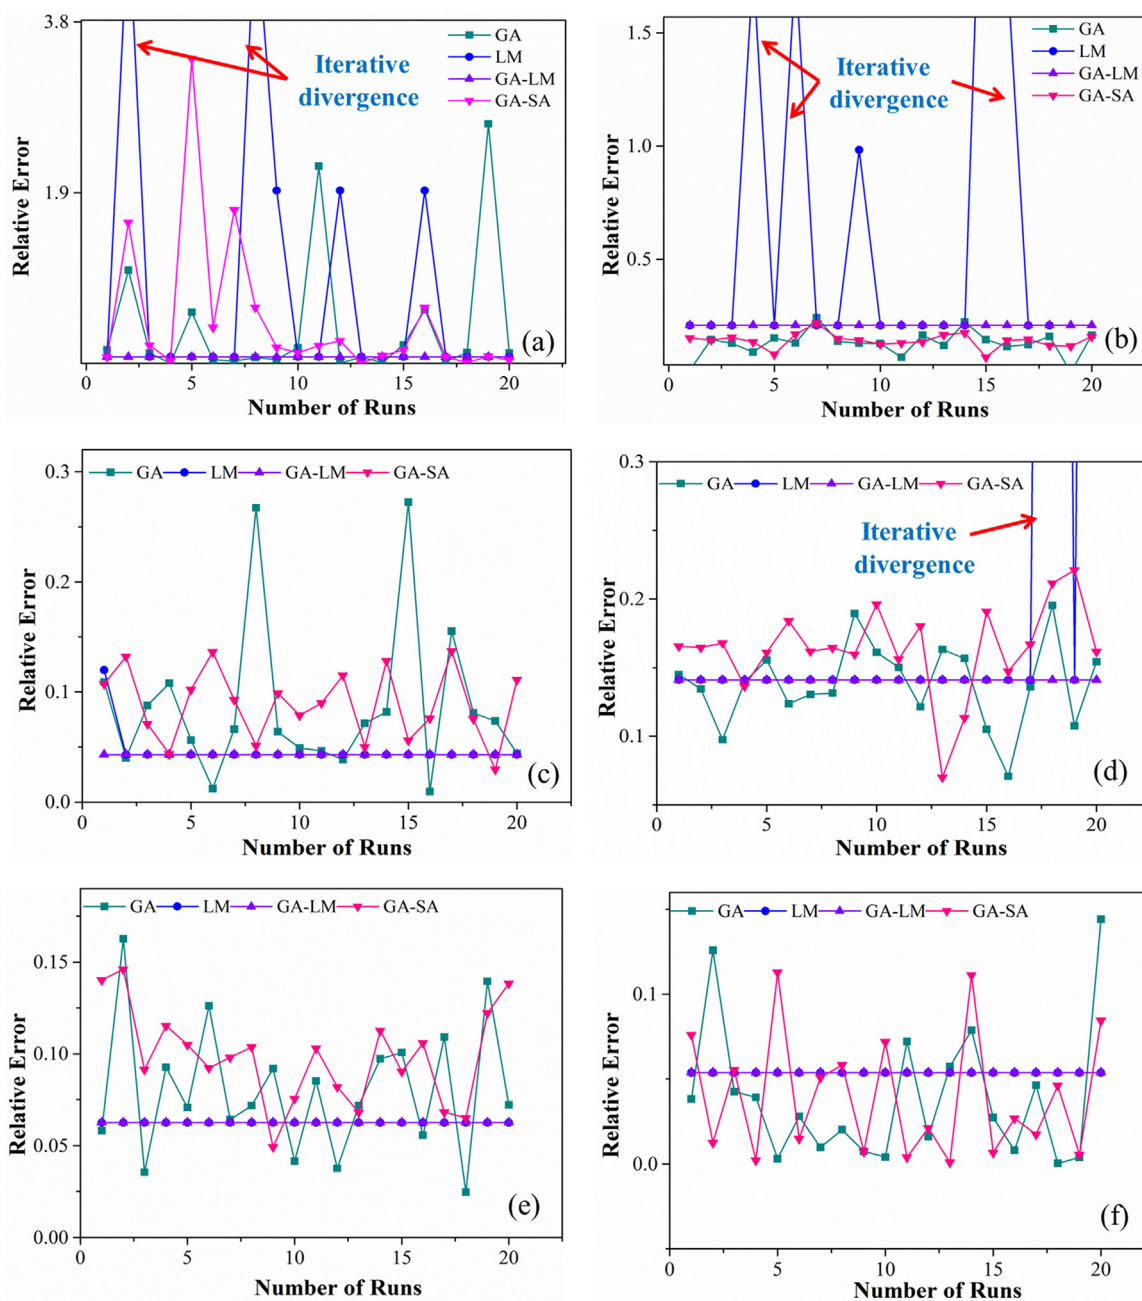 3.8
1.9
Relative Error
GA
LM
GA-LM
GA-SA
Iterative
divergence
(a)
0 5 10 15 20
Number of Runs
1.5
1.0
0.5
Relative Error
GA
LM
GA-LM
GA-SA
Iterative
divergence
Iterative
divergence
(b)
0 5 10 15 20
Number of Runs
GA LM GA-LM GA-SA
0.3
0.2
0.1
0.0
Relative Error
(c)
0 5 10 15 20
Number of Runs
GA LM GA-LM GA-SA
0.3
0.2
0.1
Relative Error
Iterative
divergence
(d)
0 5 10 15 20
Number of Runs
GA LM GA-LM GA-SA
0.15
0.10
0.05
0.00
Relative Error
(e)
0 5 10 15 20
Number of Runs
GA LM GA-LM GA-SA
0.1
0.0
Relative Error
(f)
0 5 10 15 20
Number of Runs